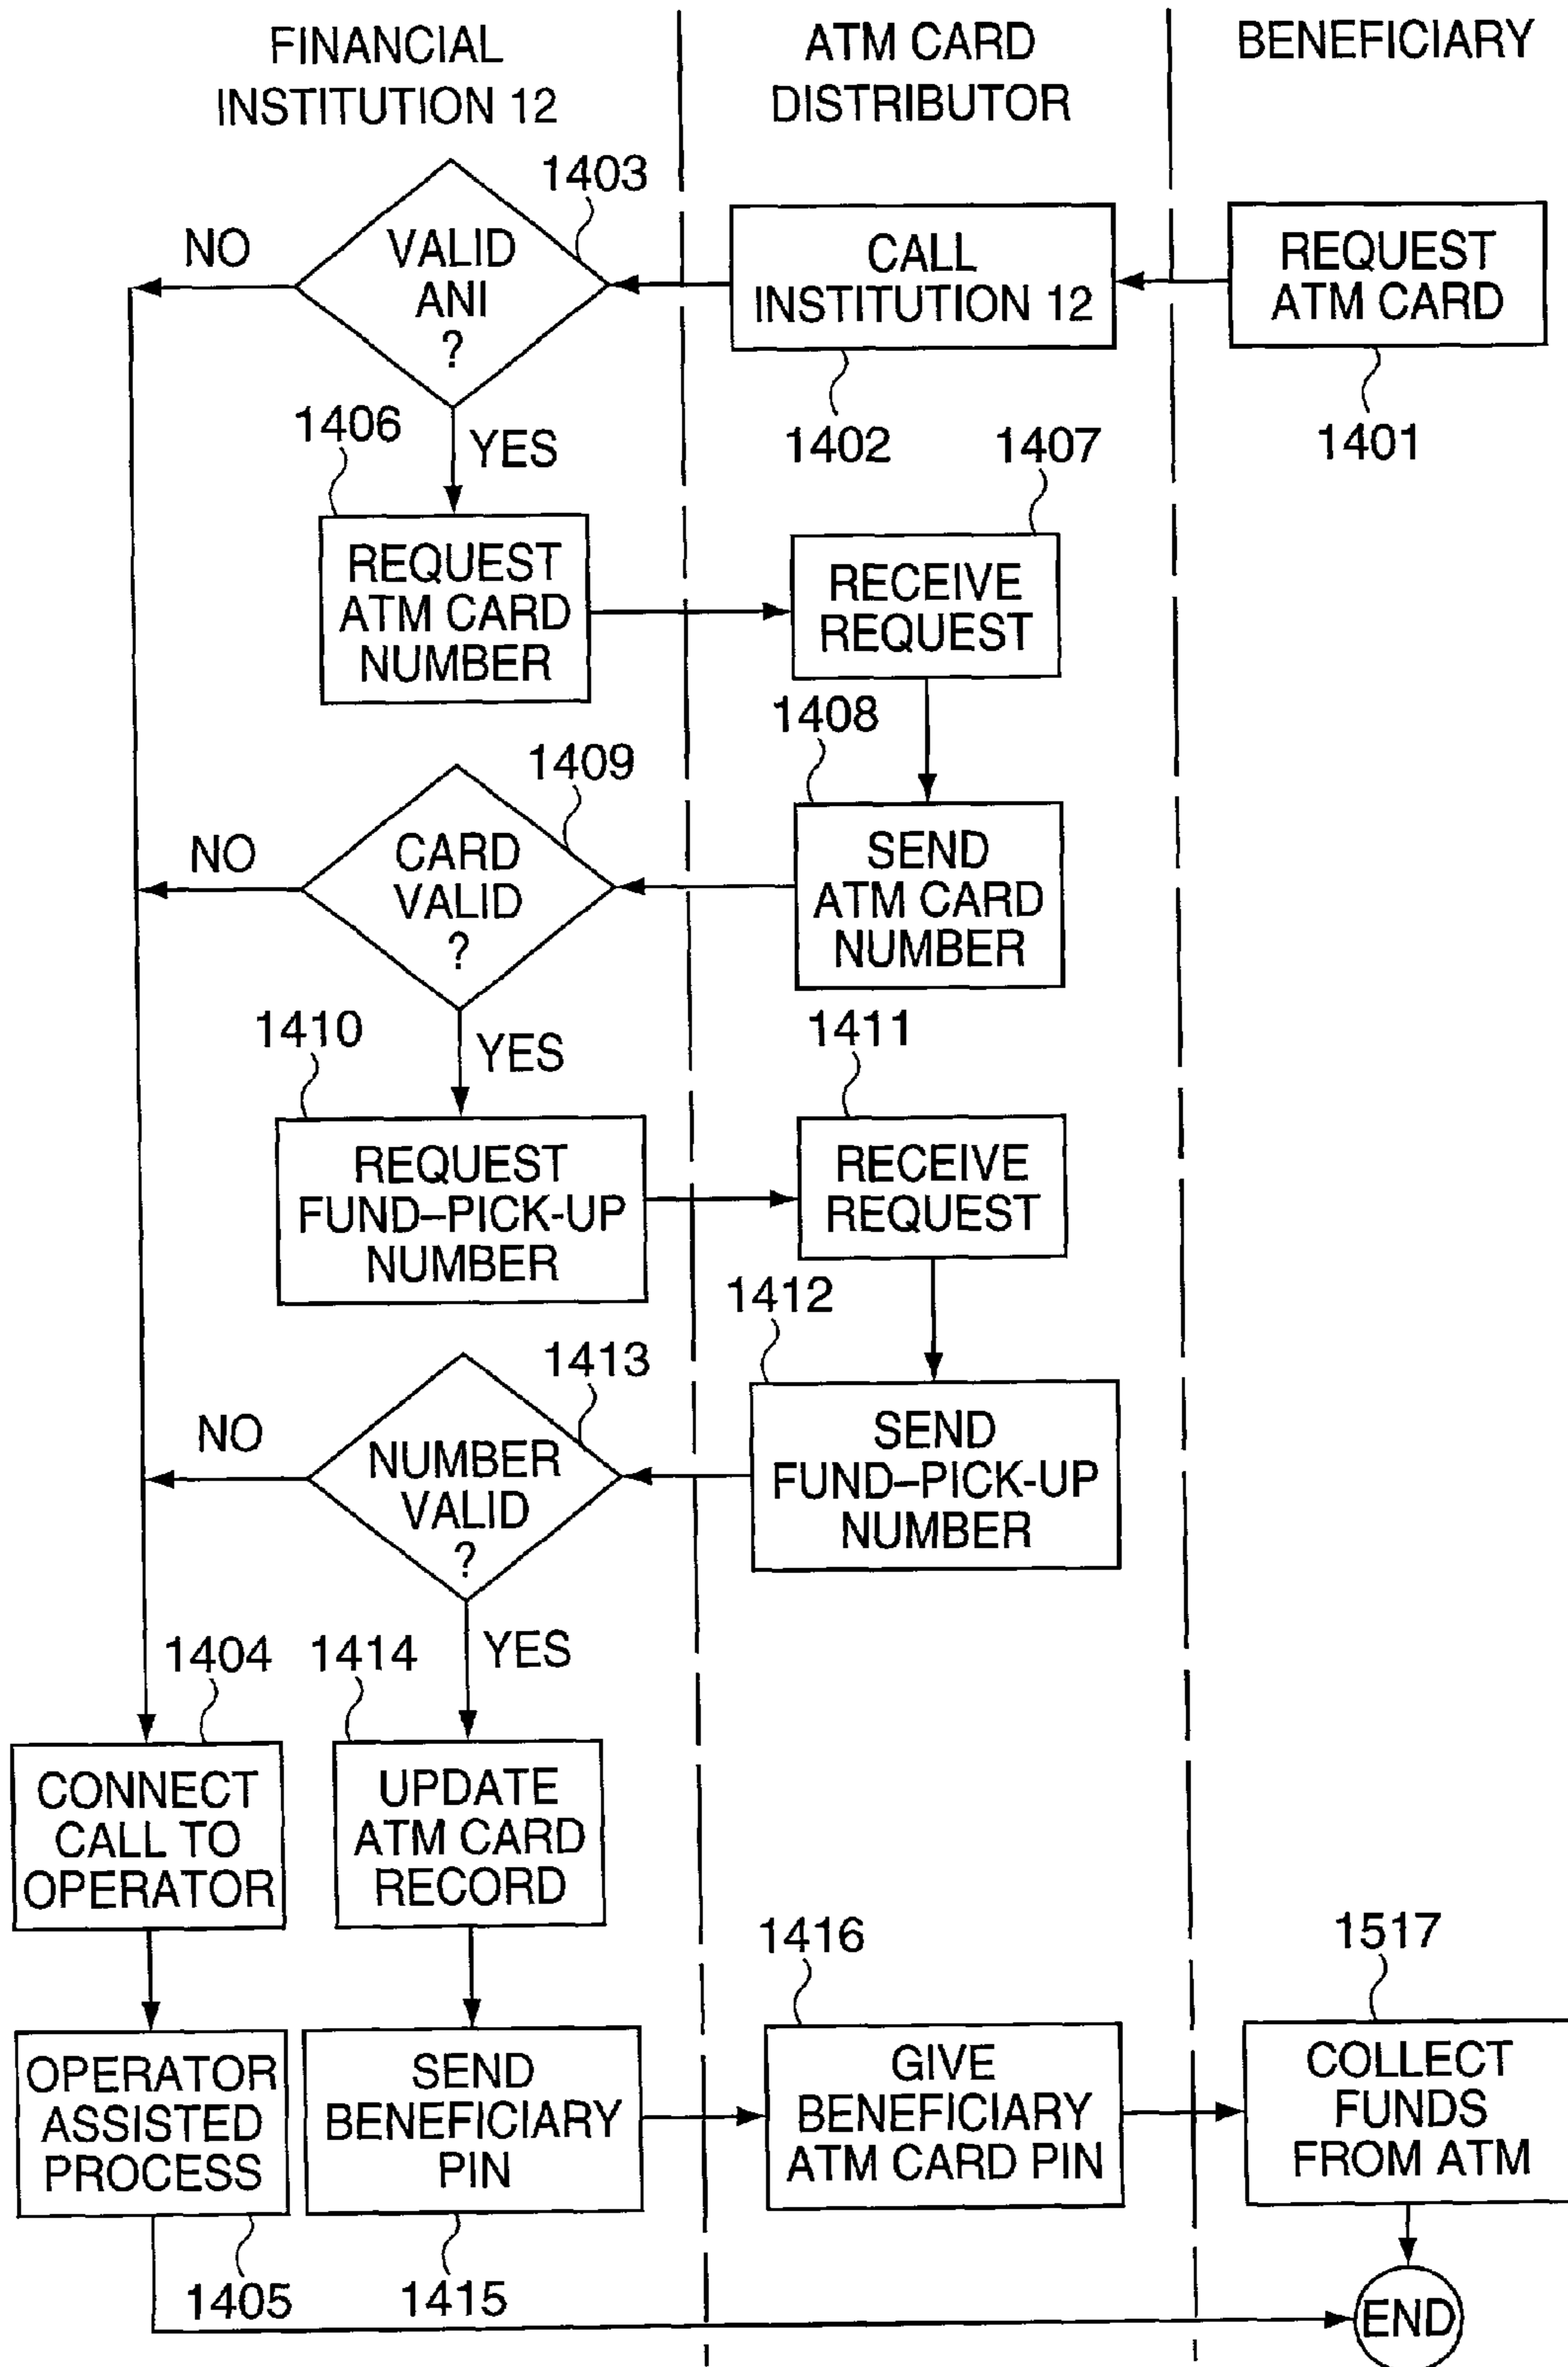 FINANCIAL
INSTITUTION 12
ATM CARD
DISTRIBUTOR
BENEFICIARY
1403
NO
VALID
ANI
?
CALL
INSTITUTION 12
REQUEST
ATM CARD
1406
YES
1402
1407
1401
REQUEST
ATM CARD
NUMBER
RECEIVE
REQUEST
1408
1409
NO
CARD
VALID
?
SEND
ATM CARD
NUMBER
1410
YES
1411
REQUEST
FUND–PICK-UP
NUMBER
RECEIVE
REQUEST
1412
1413
NO
NUMBER
VALID
?
SEND
FUND–PICK-UP
NUMBER
1404
1414
YES
CONNECT
CALL TO
OPERATOR
UPDATE
ATM CARD
RECORD
1416
1517
OPERATOR
ASSISTED
PROCESS
SEND
BENEFICIARY
PIN
GIVE
BENEFICIARY
ATM CARD PIN
COLLECT
FUNDS
FROM ATM
1405
1415
END